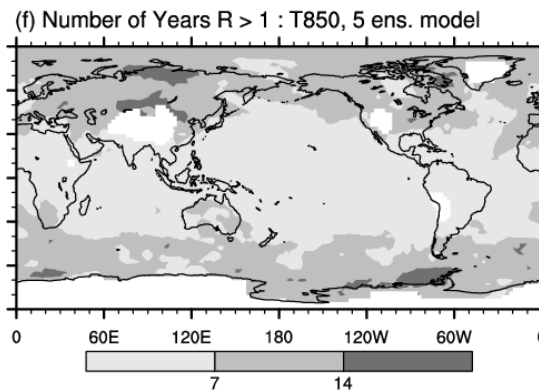 (f) Number of Years R > 1 : T850, 5 ens. model
0 60E 120E 180 120W 60W
7 14